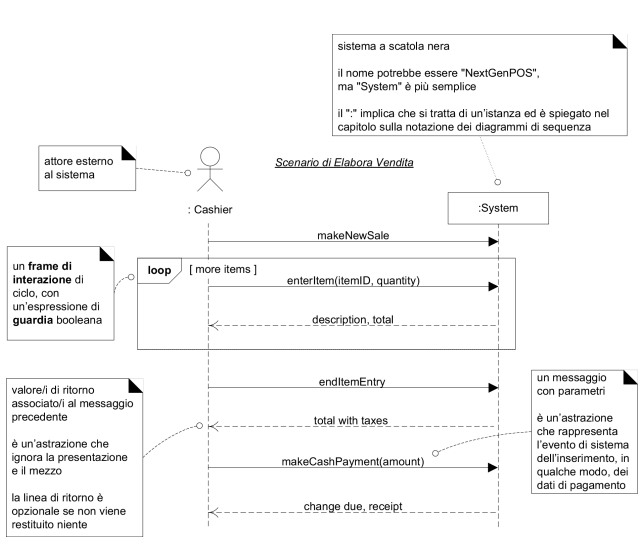 sistema a scatola nera
il nome potrebbe essere "NextGenPOS",
ma "System" è più semplice
il ":" implica che si tratta di un'istanza ed è spiegato nel
capitolo sulla notazione dei diagrammi di sequenza
attore esterno
al sistema
Scenario di Elabora Vendita
: Cashier
:System
makeNewSale
un frame di
interazione di
ciclo, con
un'espressione di
guardia booleana
loop [ more items ]
enterItem(itemID, quantity)
description, total
valore/i di ritorno
associato/i al messaggio
precedente
è un'astrazione che
ignora la presentazione
e il mezzo
la linea di ritorno è
opzionale se non viene
restituito niente
endItemEntry
total with taxes
makeCashPayment(amount)
change due, receipt
un messaggio
con parametri
è un'astrazione
che rappresenta
l'evento di sistema
dell'inserimento, in
qualche modo, dei
dati di pagamento